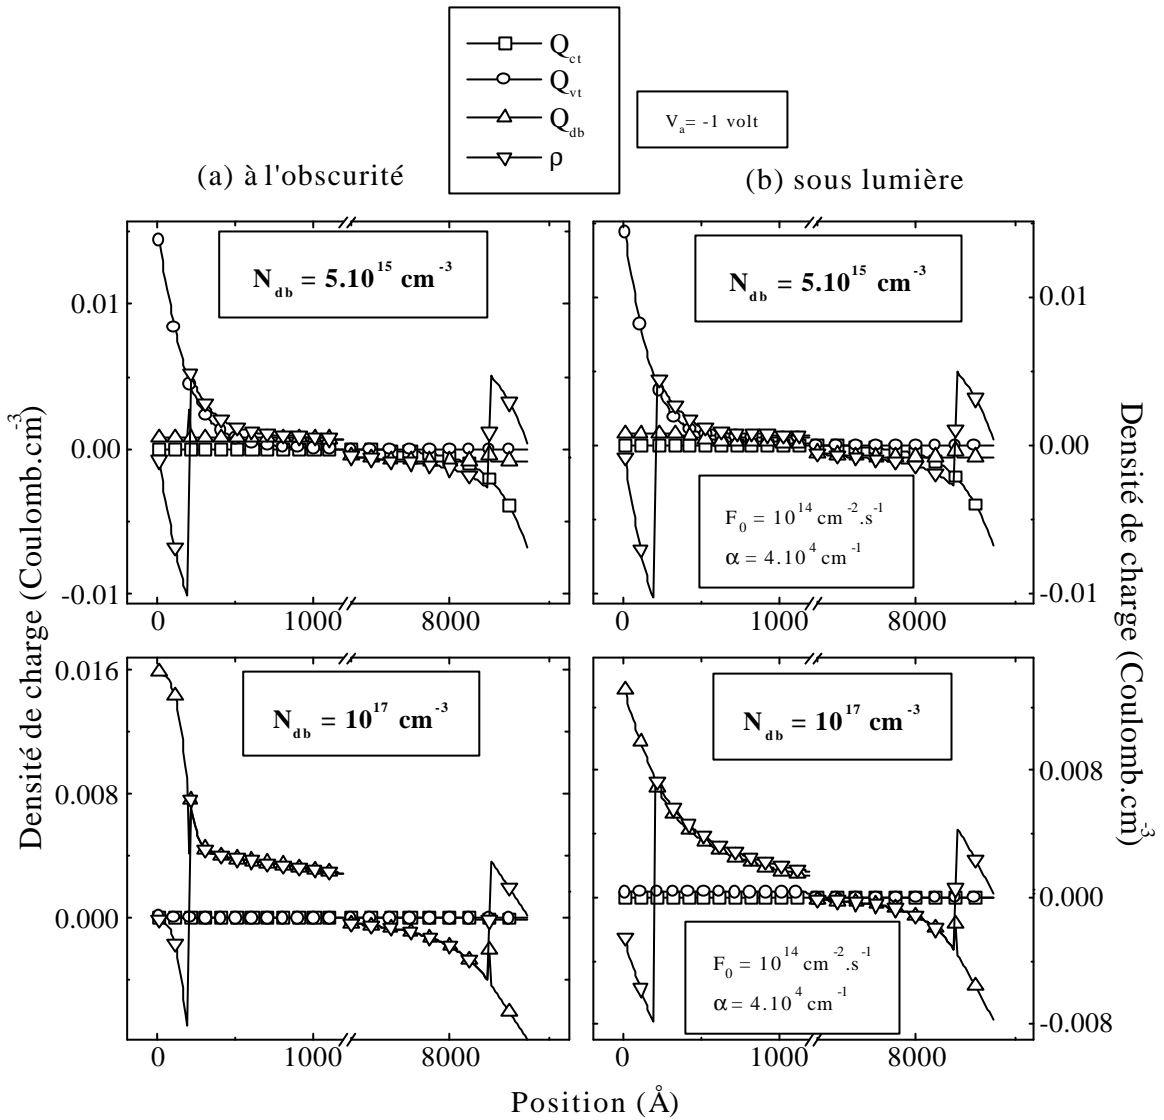 Q_ct
Q_vt
Q_db
ρ
V_a= -1 volt
(a) à l'obscurité
(b) sous lumière
N_db = 5.10^15 cm^-3
N_db = 5.10^15 cm^-3
0.01
0.00
-0.01
0.01
0.00
-0.01
F_0 = 10^14 cm^-2.s^-1
α = 4.10^4 cm^-1
0 1000 8000
0 1000 8000
N_db = 10^17 cm^-3
N_db = 10^17 cm^-3
0.016
0.008
0.000
0.008
0.000
-0.008
F_0 = 10^14 cm^-2.s^-1
α = 4.10^4 cm^-1
0 1000 8000
0 1000 8000
Densité de charge (Coulomb.cm^-3)
Densité de charge (Coulomb.cm^-3)
Position (Å)